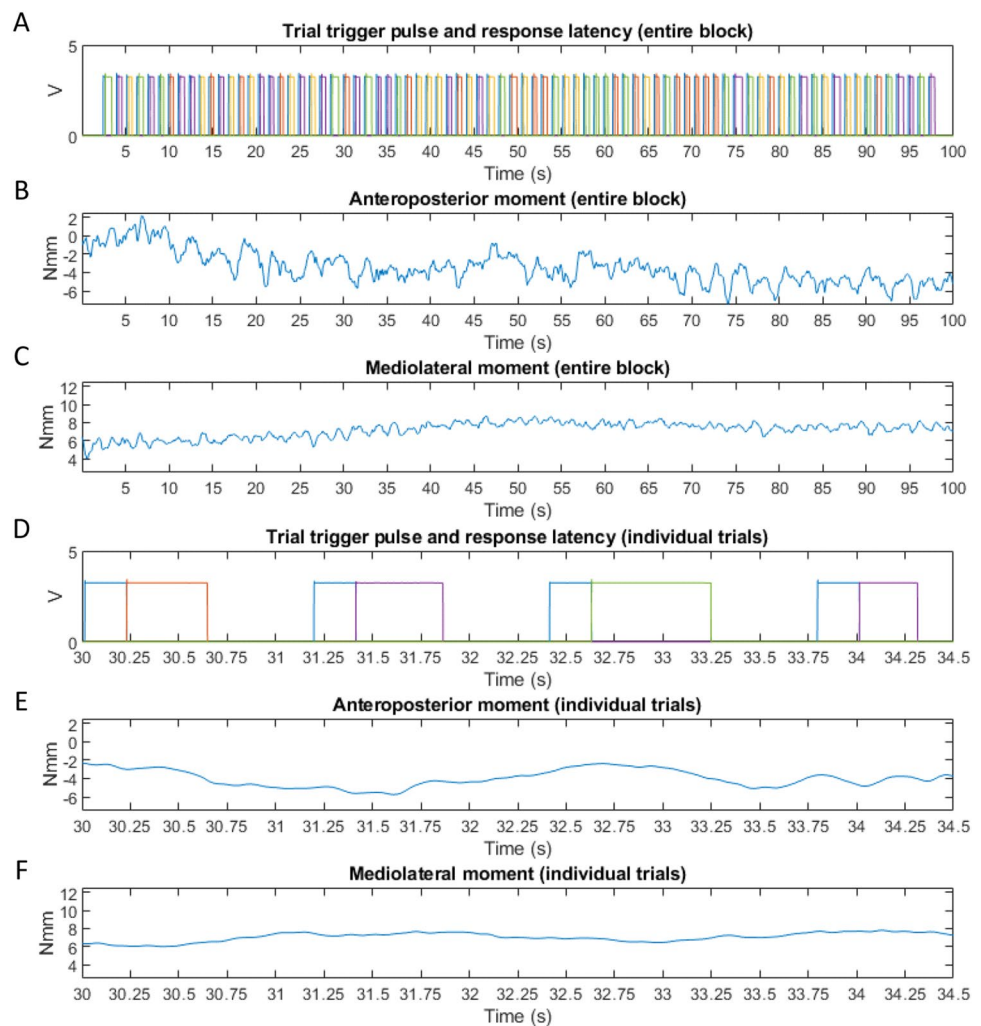 A
Trial trigger pulse and response latency (entire block)
5
V
0
5 10 15 20 25 30 35 40 45 50 55 60 65 70 75 80 85 90 95 100
Time (s)
B
Anteroposterior moment (entire block)
2
0
-2
-4
-6
Nmm
5 10 15 20 25 30 35 40 45 50 55 60 65 70 75 80 85 90 95 100
Time (s)
C
Mediolateral moment (entire block)
12
10
8
6
4
Nmm
5 10 15 20 25 30 35 40 45 50 55 60 65 70 75 80 85 90 95 100
Time (s)
D
Trial trigger pulse and response latency (individual trials)
5
V
0
30 30.25 30.5 30.75 31 31.25 31.5 31.75 32 32.25 32.5 32.75 33 33.25 33.5 33.75 34 34.25 34.5
Time (s)
E
Anteroposterior moment (individual trials)
2
0
-2
-4
-6
Nmm
30 30.25 30.5 30.75 31 31.25 31.5 31.75 32 32.25 32.5 32.75 33 33.25 33.5 33.75 34 34.25 34.5
Time (s)
F
Mediolateral moment (individual trials)
12
10
8
6
4
Nmm
30 30.25 30.5 30.75 31 31.25 31.5 31.75 32 32.25 32.5 32.75 33 33.25 33.5 33.75 34 34.25 34.5
Time (s)